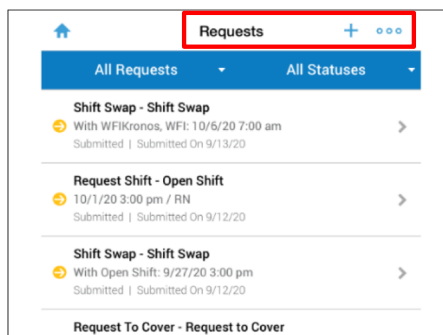 Requests
All Requests All Statuses
Shift Swap - Shift Swap
With WFIKronos, WFI: 10/6/20 7:00 am
Submitted | Submitted On 9/13/20
Request Shift - Open Shift
10/1/20 3:00 pm / RN
Submitted | Submitted On 9/12/20
Shift Swap - Shift Swap
With Open Shift: 9/27/20 3:00 pm
Submitted | Submitted On 9/12/20
Request To Cover - Request to Cover